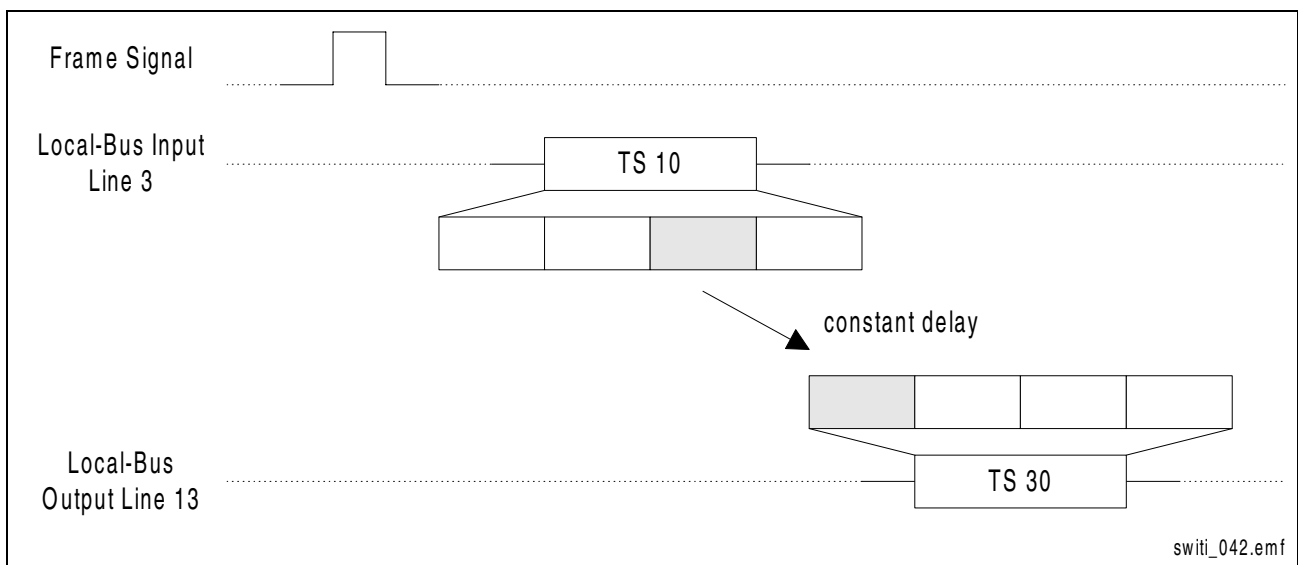 Frame Signal
Local-Bus Input
Line 3
TS 10
constant delay
Local-Bus
Output Line 13
TS 30
switi_042.emf